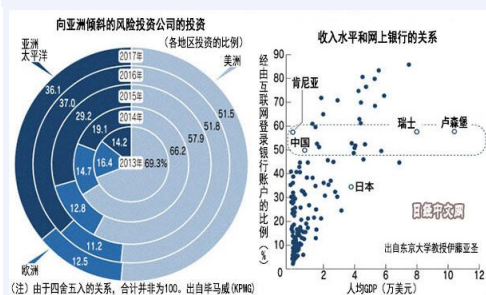 向亚洲倾斜的风险投资公司的投资
(各地区投资的比例)
亚洲
太平洋
美洲
2017年
2016年
2015年
2014年
2013年
36.1
37.0
29.2
19.1
14.2
51.5
51.8
57.9
66.2
69.3%
16.4
14.7
12.8
11.2
12.5
欧洲
(注)由于四舍五入的关系,合计并非为100。出自毕马威(KPMG)
收入水平和网上银行的关系
经由互联网登录银行账户的比例(%)
90
80
70
60
50
40
30
20
10
0
2
4
6
8
10
12
肯尼亚
中国
瑞士
卢森堡
日本
日经中文网
出自东京大学教授伊藤亚圣
人均GDP(万美元)